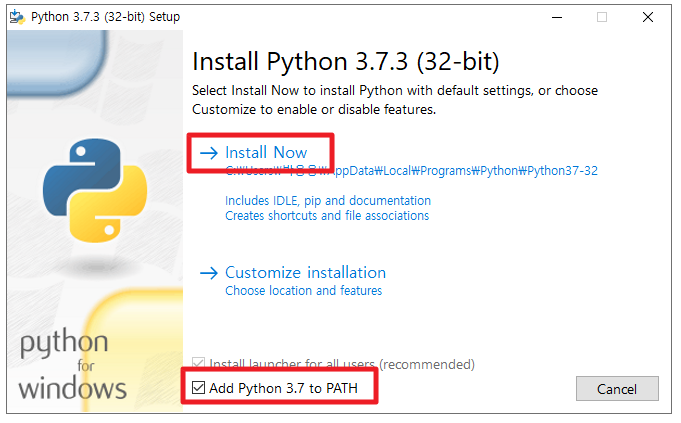 Python 3.7.3 (32-bit) Setup
Install Python 3.7.3 (32-bit)
Select Install Now to install Python with default settings, or choose
Customize to enable or disable features.
Install Now
₩AppData₩Local₩Programs₩Python₩Python37-32
Includes IDLE, pip and documentation
Creates shortcuts and file associations
Customize installation
Choose location and features
Install launcher for all users (recommended)
Add Python 3.7 to PATH
Cancel
python
for
windows